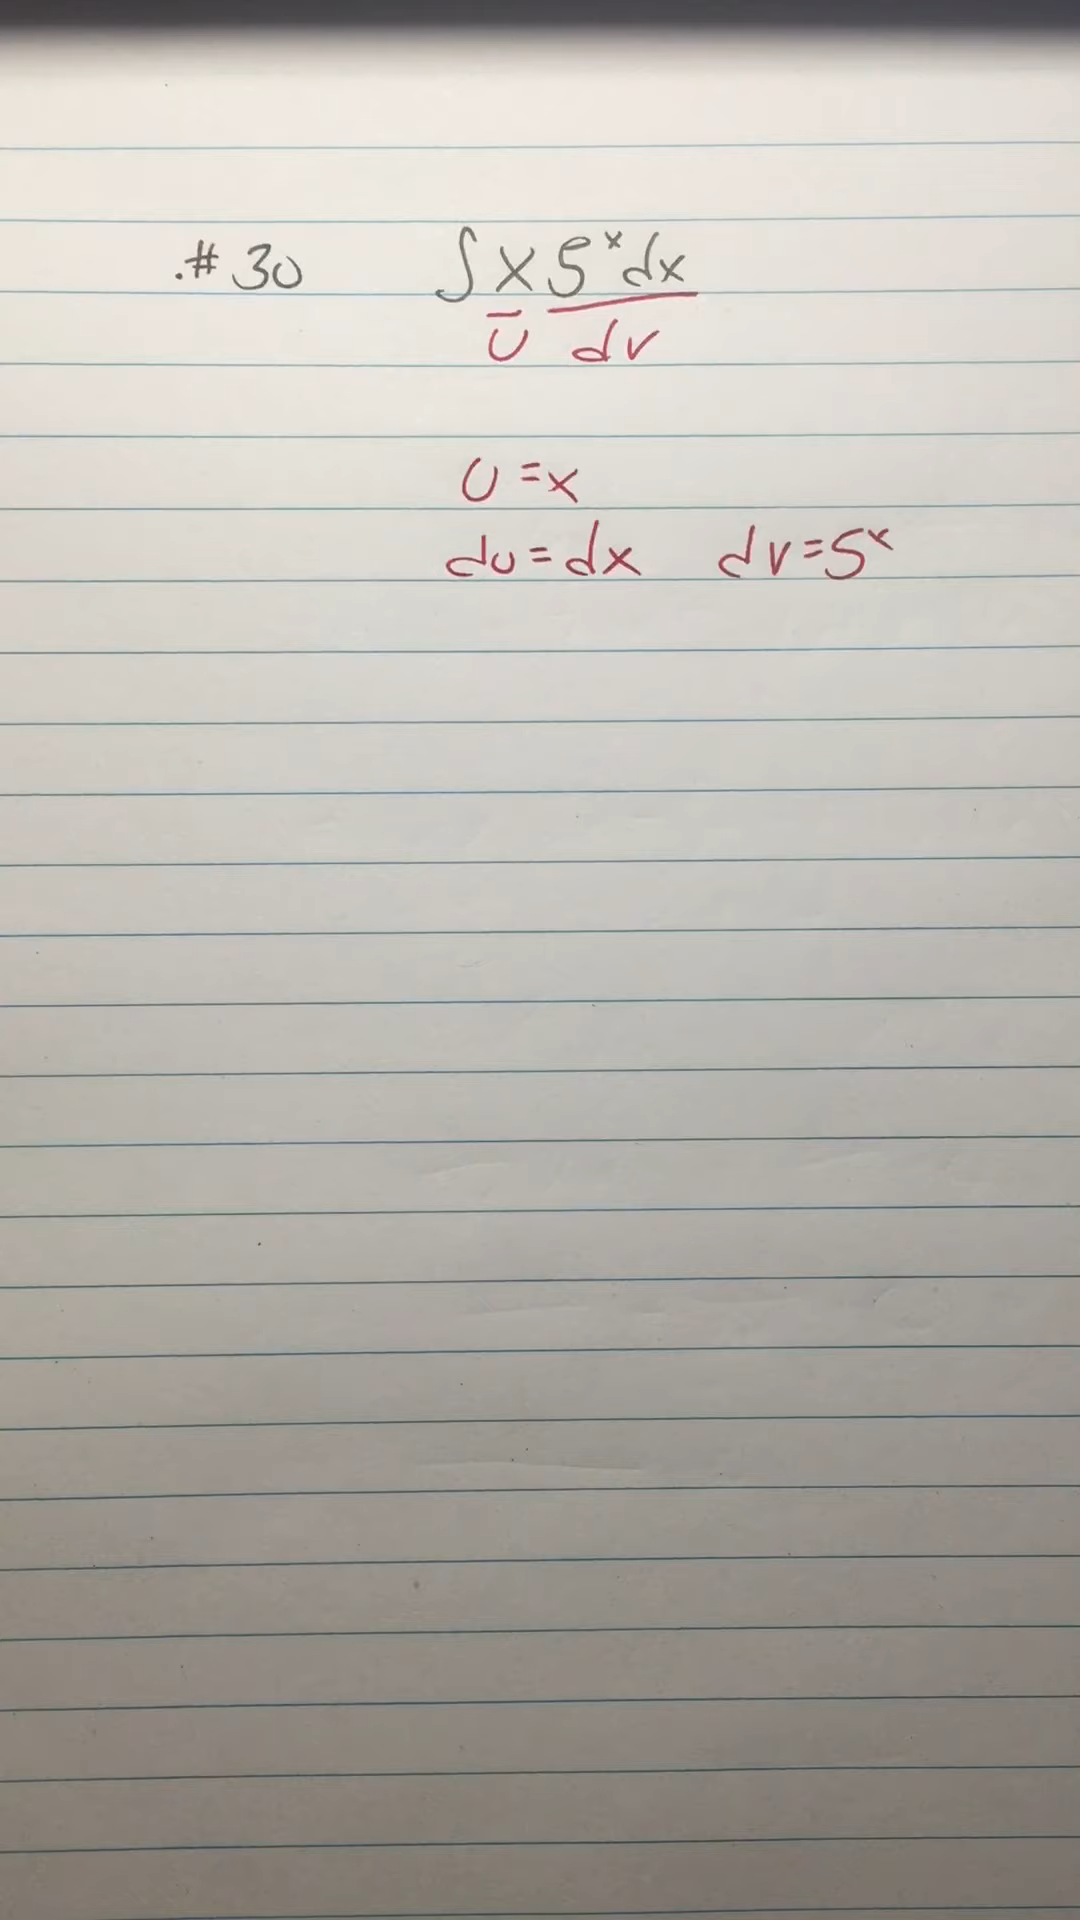 .# 30 ∫x5ˣdx
u dv
u=x
du=dx dv=5ˣ